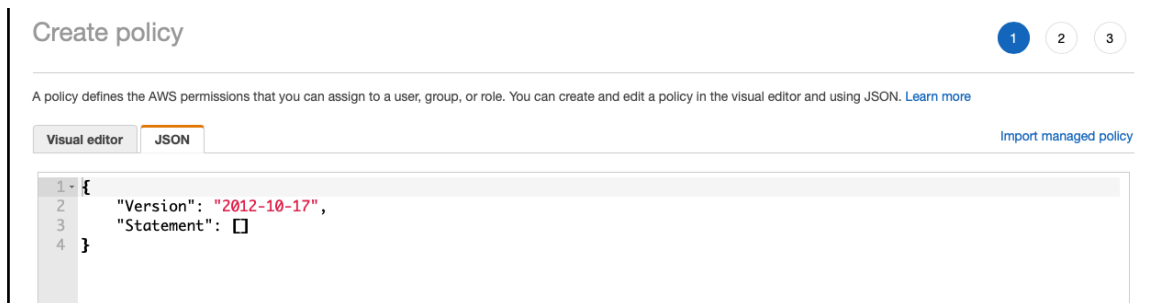 Create policy
1 2 3
A policy defines the AWS permissions that you can assign to a user, group, or role. You can create and edit a policy in the visual editor and using JSON. Learn more
Visual editor JSON Import managed policy
1 {
2 "Version": "2012-10-17",
3 "Statement": []
4 }